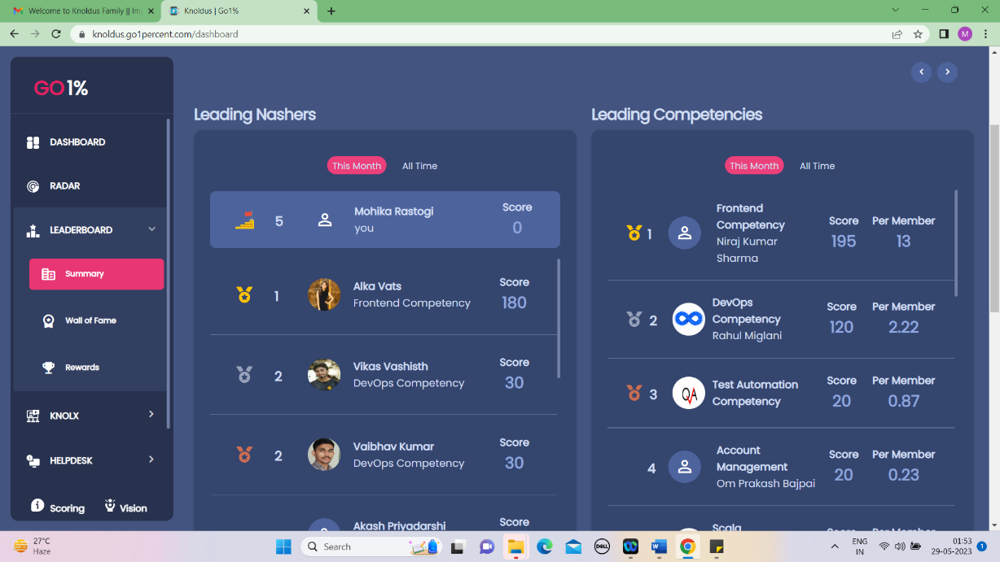 Welcome to Knoldus Family || Im
Knoldus | Go1%
knoldus.go1percent.com/dashboard
M
GO1%
DASHBOARD
RADAR
LEADERBOARD
Summary
Wall of Fame
Rewards
KNOLX
HELPDESK
Scoring
Vision
Leading Nashers
This Month
All Time
5
Mohika Rastogi
you
Score
0
1
Alka Vats
Frontend Competency
Score
180
2
Vikas Vashisth
DevOps Competency
Score
30
2
Vaibhav Kumar
DevOps Competency
Score
30
Akash Priyadarshi
Score
Leading Competencies
This Month
All Time
1
Frontend
Competency
Niraj Kumar
Sharma
Score
195
Per Member
13
2
DevOps
Competency
Rahul Miglani
Score
120
Per Member
2.22
3
QA
Test Automation
Competency
Score
20
Per Member
0.87
4
Account
Management
Om Prakash Bajpai
Score
20
Per Member
0.23
Scala
Score
Per Member
27°C
Haze
Search
DELL
W
ENG
IN
01:53
29-05-2023
1